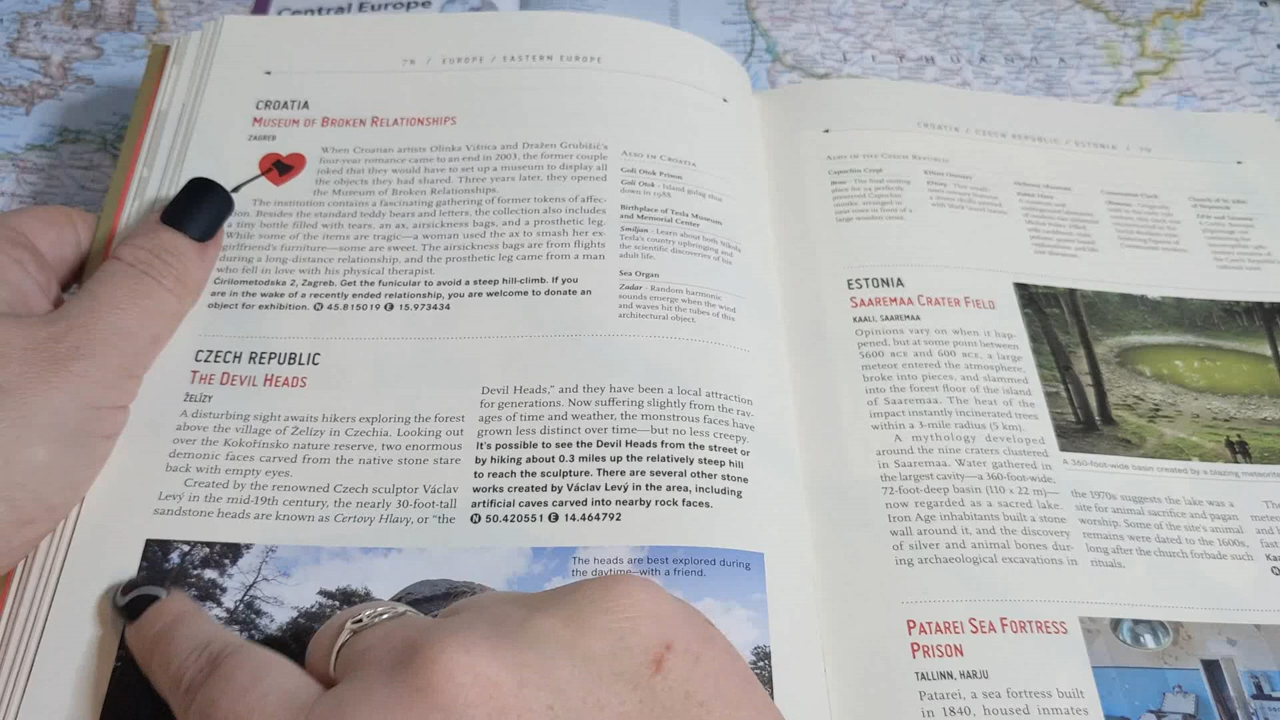 Central Europe
LITHUANIA
78 / EUROPE / EASTERN EUROPE
CROATIA
MUSEUM OF BROKEN RELATIONSHIPS
ZAGREB
When Croatian artists Olinka Vištica and Dražen Grubišić's
four-year romance came to an end in 2003, the former couple
joked that they would have to set up a museum to display all
the objects they had shared. Three years later, they opened
the Museum of Broken Relationships.
The institution contains a fascinating gathering of former tokens of affec-
tion. Besides the standard teddy bears and letters, the collection also includes
a tiny bottle filled with tears, an ax, airsickness bags, and a prosthetic leg.
While some of the items are tragic—a woman used the ax to smash her ex-
girlfriend's furniture—some are sweet. The airsickness bags are from flights
during a long-distance relationship, and the prosthetic leg came from a man
who fell in love with his physical therapist.
Ćirilometodska 2, Zagreb. Get the funicular to avoid a steep hill-climb. If you
are in the wake of a recently ended relationship, you are welcome to donate an
object for exhibition. N 45.815019 E 15.973434
ALSO IN CROATIA
Goli Otok Prison
Goli Otok · Island gulag shut
down in 1988.
Birthplace of Tesla Museum
and Memorial Center
Smiljan · Learn about both Nikola
Tesla's country upbringing and
the scientific discoveries of his
adult life.
Sea Organ
Zadar · Random harmonic
sounds emerge when the wind
and waves hit the tubes of this
architectural object.
CZECH REPUBLIC
THE DEVIL HEADS
ŽELÍZY
A disturbing sight awaits hikers exploring the forest
above the village of Želízy in Czechia. Looking out
over the Kokořínsko nature reserve, two enormous
demonic faces carved from the native stone stare
back with empty eyes.
Created by the renowned Czech sculptor Václav
Levý in the mid-19th century, the nearly 30-foot-tall
sandstone heads are known as Certovy Hlavy, or "the
Devil Heads," and they have been a local attraction
for generations. Now suffering slightly from the rav-
ages of time and weather, the monstrous faces have
grown less distinct over time—but no less creepy.
It's possible to see the Devil Heads from the street or
by hiking about 0.3 miles up the relatively steep hill
to reach the sculpture. There are several other stone
works created by Václav Levý in the area, including
artificial caves carved into nearby rock faces.
N 50.420551 E 14.464792
The heads are best explored during
the daytime—with a friend.
CROATIA / CZECH REPUBLIC / ESTONIA / 79
ALSO IN THE CZECH REPUBLIC
Capuchin Crypt
ESTONIA
SAAREMAA CRATER FIELD
KAALI, SAAREMAA
Opinions vary on when it hap-
pened, but at some point between
5600 BCE and 600 BCE, a large
meteor entered the atmosphere,
broke into pieces, and slammed
into the forest floor of the island
of Saaremaa. The heat of the
impact instantly incinerated trees
within a 3-mile radius (5 km).
A mythology developed
around the nine craters clustered
in Saaremaa. Water gathered in
the largest cavity—a 360-foot-wide,
72-foot-deep basin (110 x 22 m)—
now regarded as a sacred lake.
Iron Age inhabitants built a stone
wall around it, and the discovery
of silver and animal bones dur-
ing archaeological excavations in
A 360-foot-wide basin created by a blazing meteorite
the 1970s suggests the lake was a
site for animal sacrifice and pagan
worship. Some of the site's animal
remains were dated to the 1600s,
long after the church forbade such
rituals.
PATAREI SEA FORTRESS
PRISON
TALLINN, HARJU
Patarei, a sea fortress built
in 1840, housed inmates